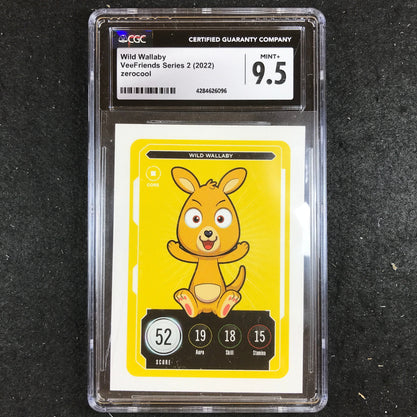 CGC
CERTIFIED GUARANTY COMPANY
Wild Wallaby
VeeFriends Series 2 (2022)
zerocool
4284626096
MINT+
9.5
WILD WALLABY
CORE
52
SCORE
19
Aura
18
Skill
15
Stamina